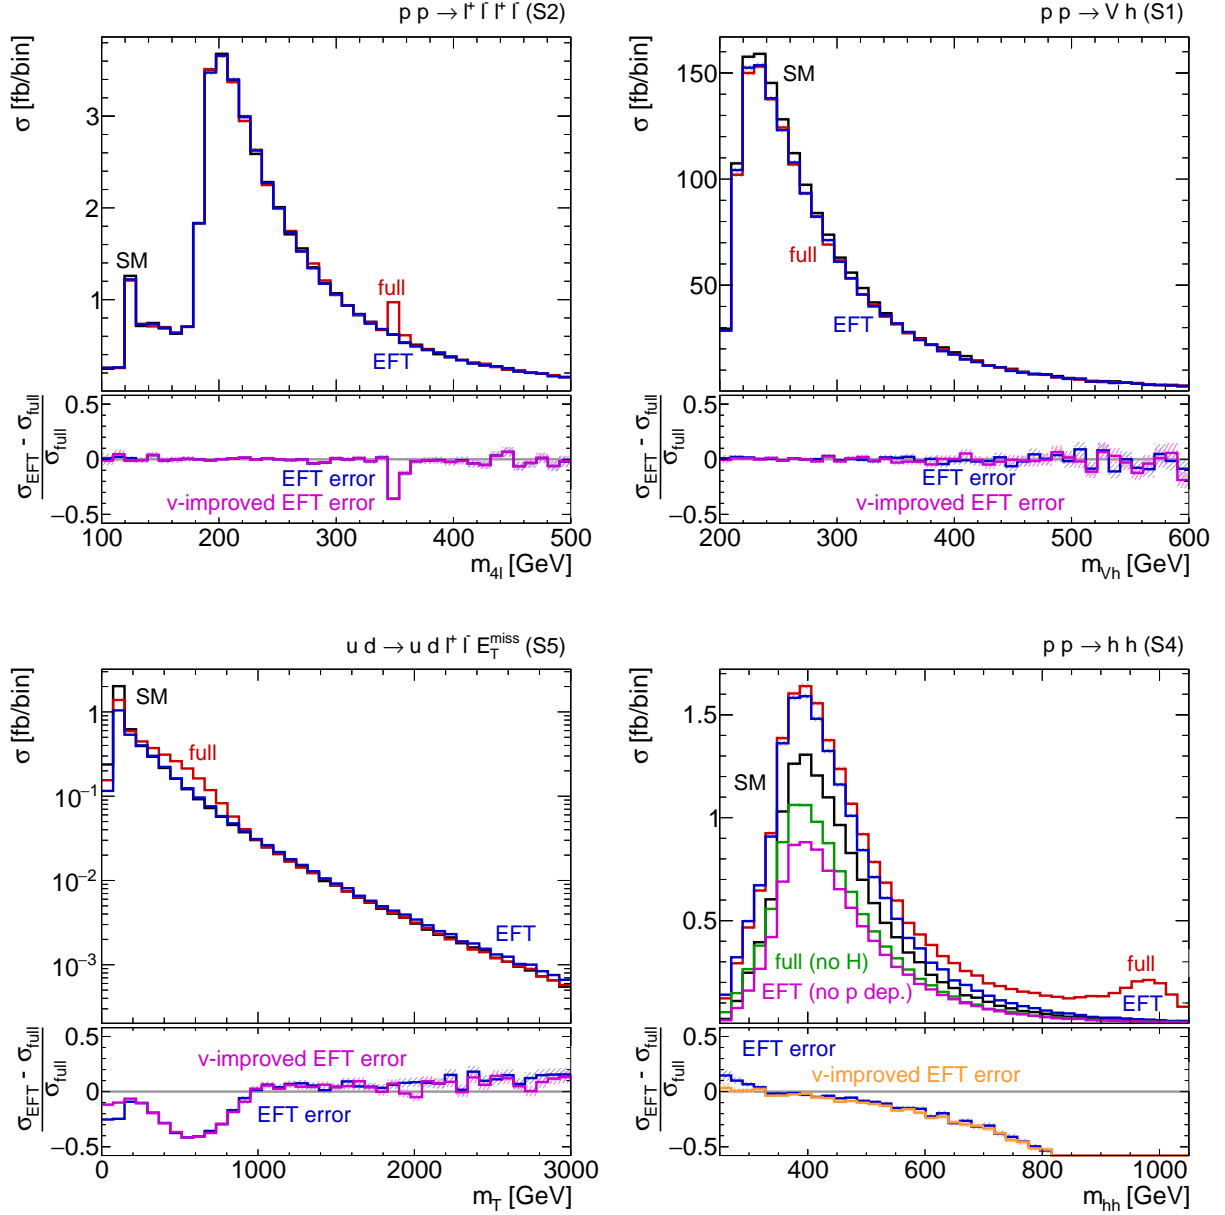 p p → l⁺ l⁻ l⁺ l⁻ (S2)
σ [fb/bin]
3
2
1
SM
full
EFT
σ_EFT - σ_full
σ_full
0.5
0
−0.5
EFT error
v-improved EFT error
100 200 300 400 500
m_4l [GeV]
p p → V h (S1)
σ [fb/bin]
150
100
50
SM
full
EFT
σ_EFT - σ_full
σ_full
0.5
0
−0.5
EFT error
v-improved EFT error
200 300 400 500 600
m_Vh [GeV]
u d → u d l⁺ l⁻ E_T^miss (S5)
σ [fb/bin]
1
10⁻¹
10⁻²
10⁻³
SM
full
EFT
σ_EFT - σ_full
σ_full
0.5
0
−0.5
v-improved EFT error
EFT error
0 1000 2000 3000
m_T [GeV]
p p → h h (S4)
σ [fb/bin]
1.5
1
0.5
SM
full (no H)
EFT (no p dep.)
full
EFT
σ_EFT - σ_full
σ_full
0.5
0
−0.5
EFT error
v-improved EFT error
400 600 800 1000
m_hh [GeV]